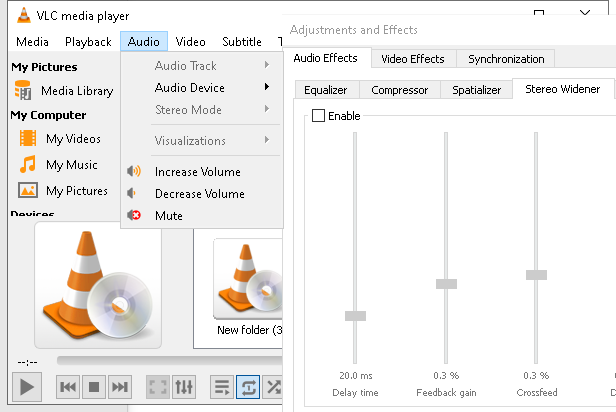 VLC media player
Media Playback Audio Video Subtitle
My Pictures
Media Library
My Computer
My Videos
My Music
My Pictures
Devices
Audio Track
Audio Device
Stereo Mode
Visualizations
Increase Volume
Decrease Volume
Mute
New folder (3
--:--
Adjustments and Effects
Audio Effects Video Effects Synchronization
Equalizer Compressor Spatializer Stereo Widener
Enable
20.0 ms 0.3 % 0.3 %
Delay time Feedback gain Crossfeed